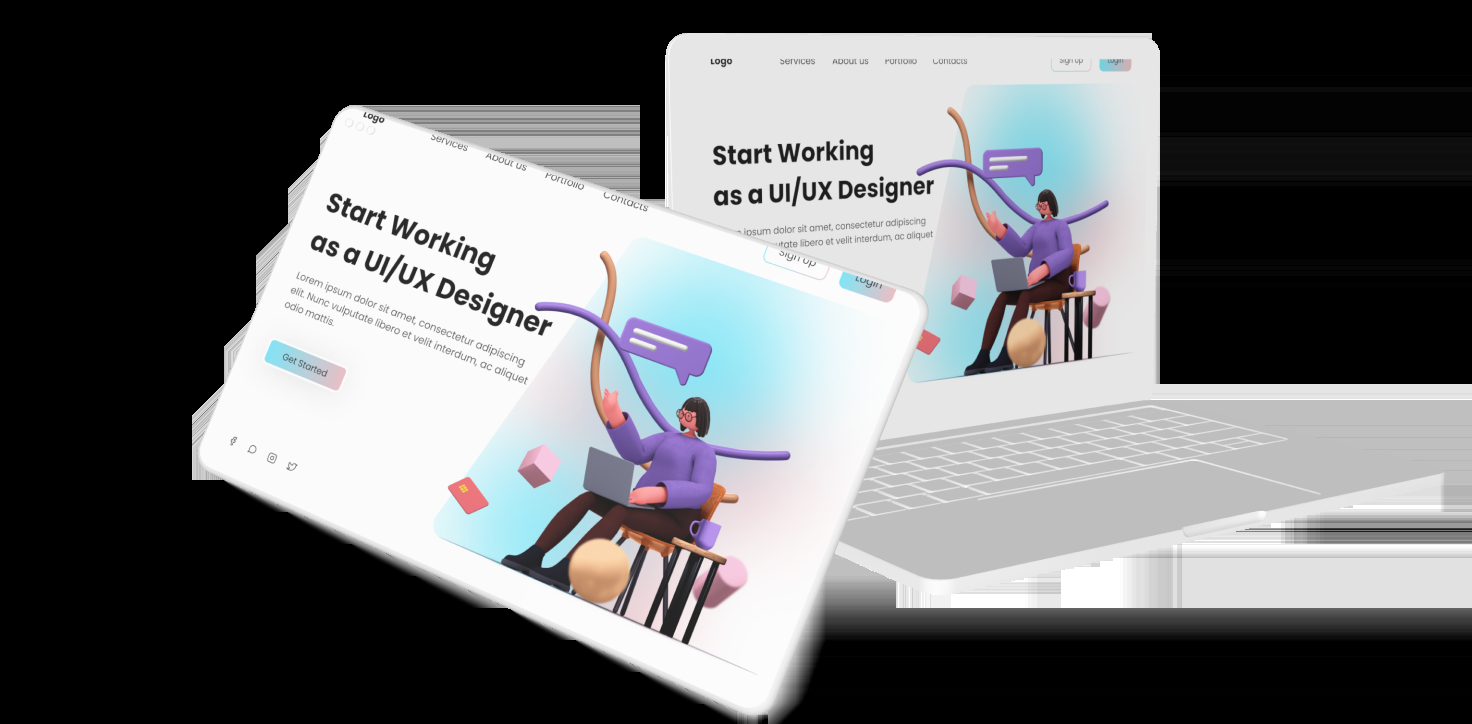 Logo
Services
About us
Portfolio
Contacts
Sign up
Login
Start Working
as a UI/UX Designer
Lorem ipsum dolor sit amet, consectetur adipiscing
elit. Nunc vulputate libero et velit interdum, ac aliquet
odio mattis.
Get Started
Logo
Services
About us
Portfolio
Contacts
Sign up
Login
Start Working
as a UI/UX Designer
ipsum dolor sit amet, consectetur adipiscing
libero et velit interdum, ac aliquet